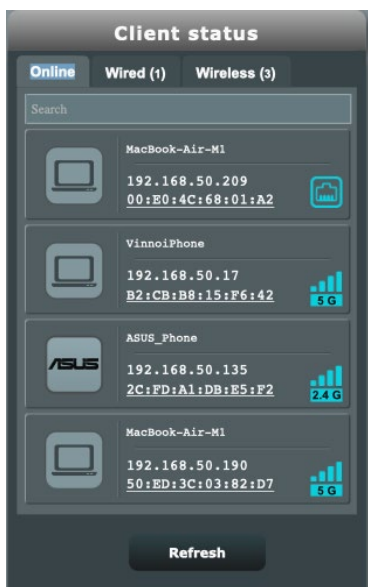 Client status
Online Wired (1) Wireless (3)
Search
MacBook-Air-M1
192.168.50.209
00:E0:4C:68:01:A2
VinnoiPhone
192.168.50.17
B2:CB:B8:15:F6:42
5 G
ASUS_Phone
ASUS
192.168.50.135
2C:FD:A1:DB:E5:F2
2.4 G
MacBook-Air-M1
192.168.50.190
50:ED:3C:03:82:D7
5 G
Refresh